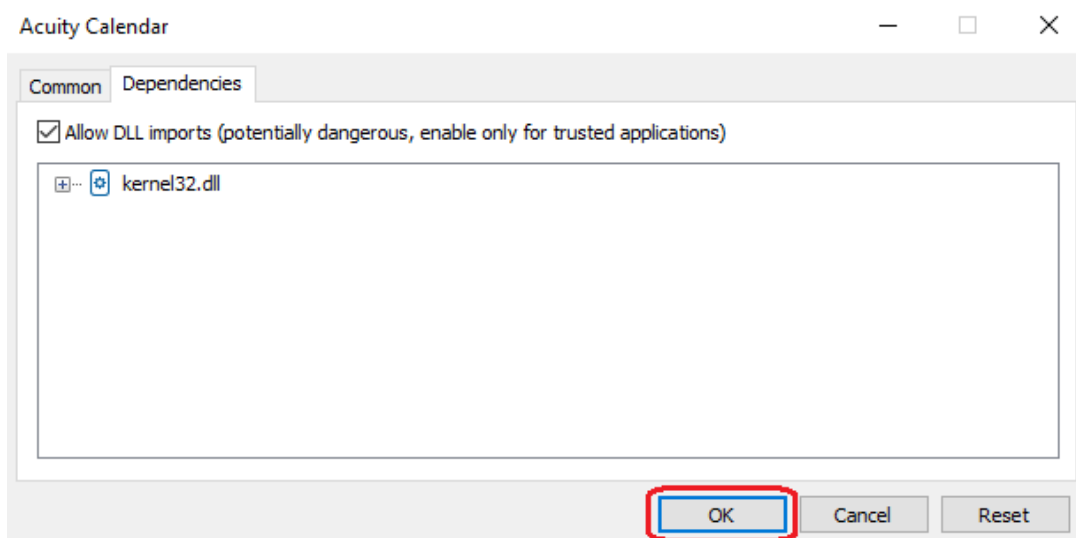 Acuity Calendar
Common Dependencies
Allow DLL imports (potentially dangerous, enable only for trusted applications)
kernel32.dll
OK Cancel Reset